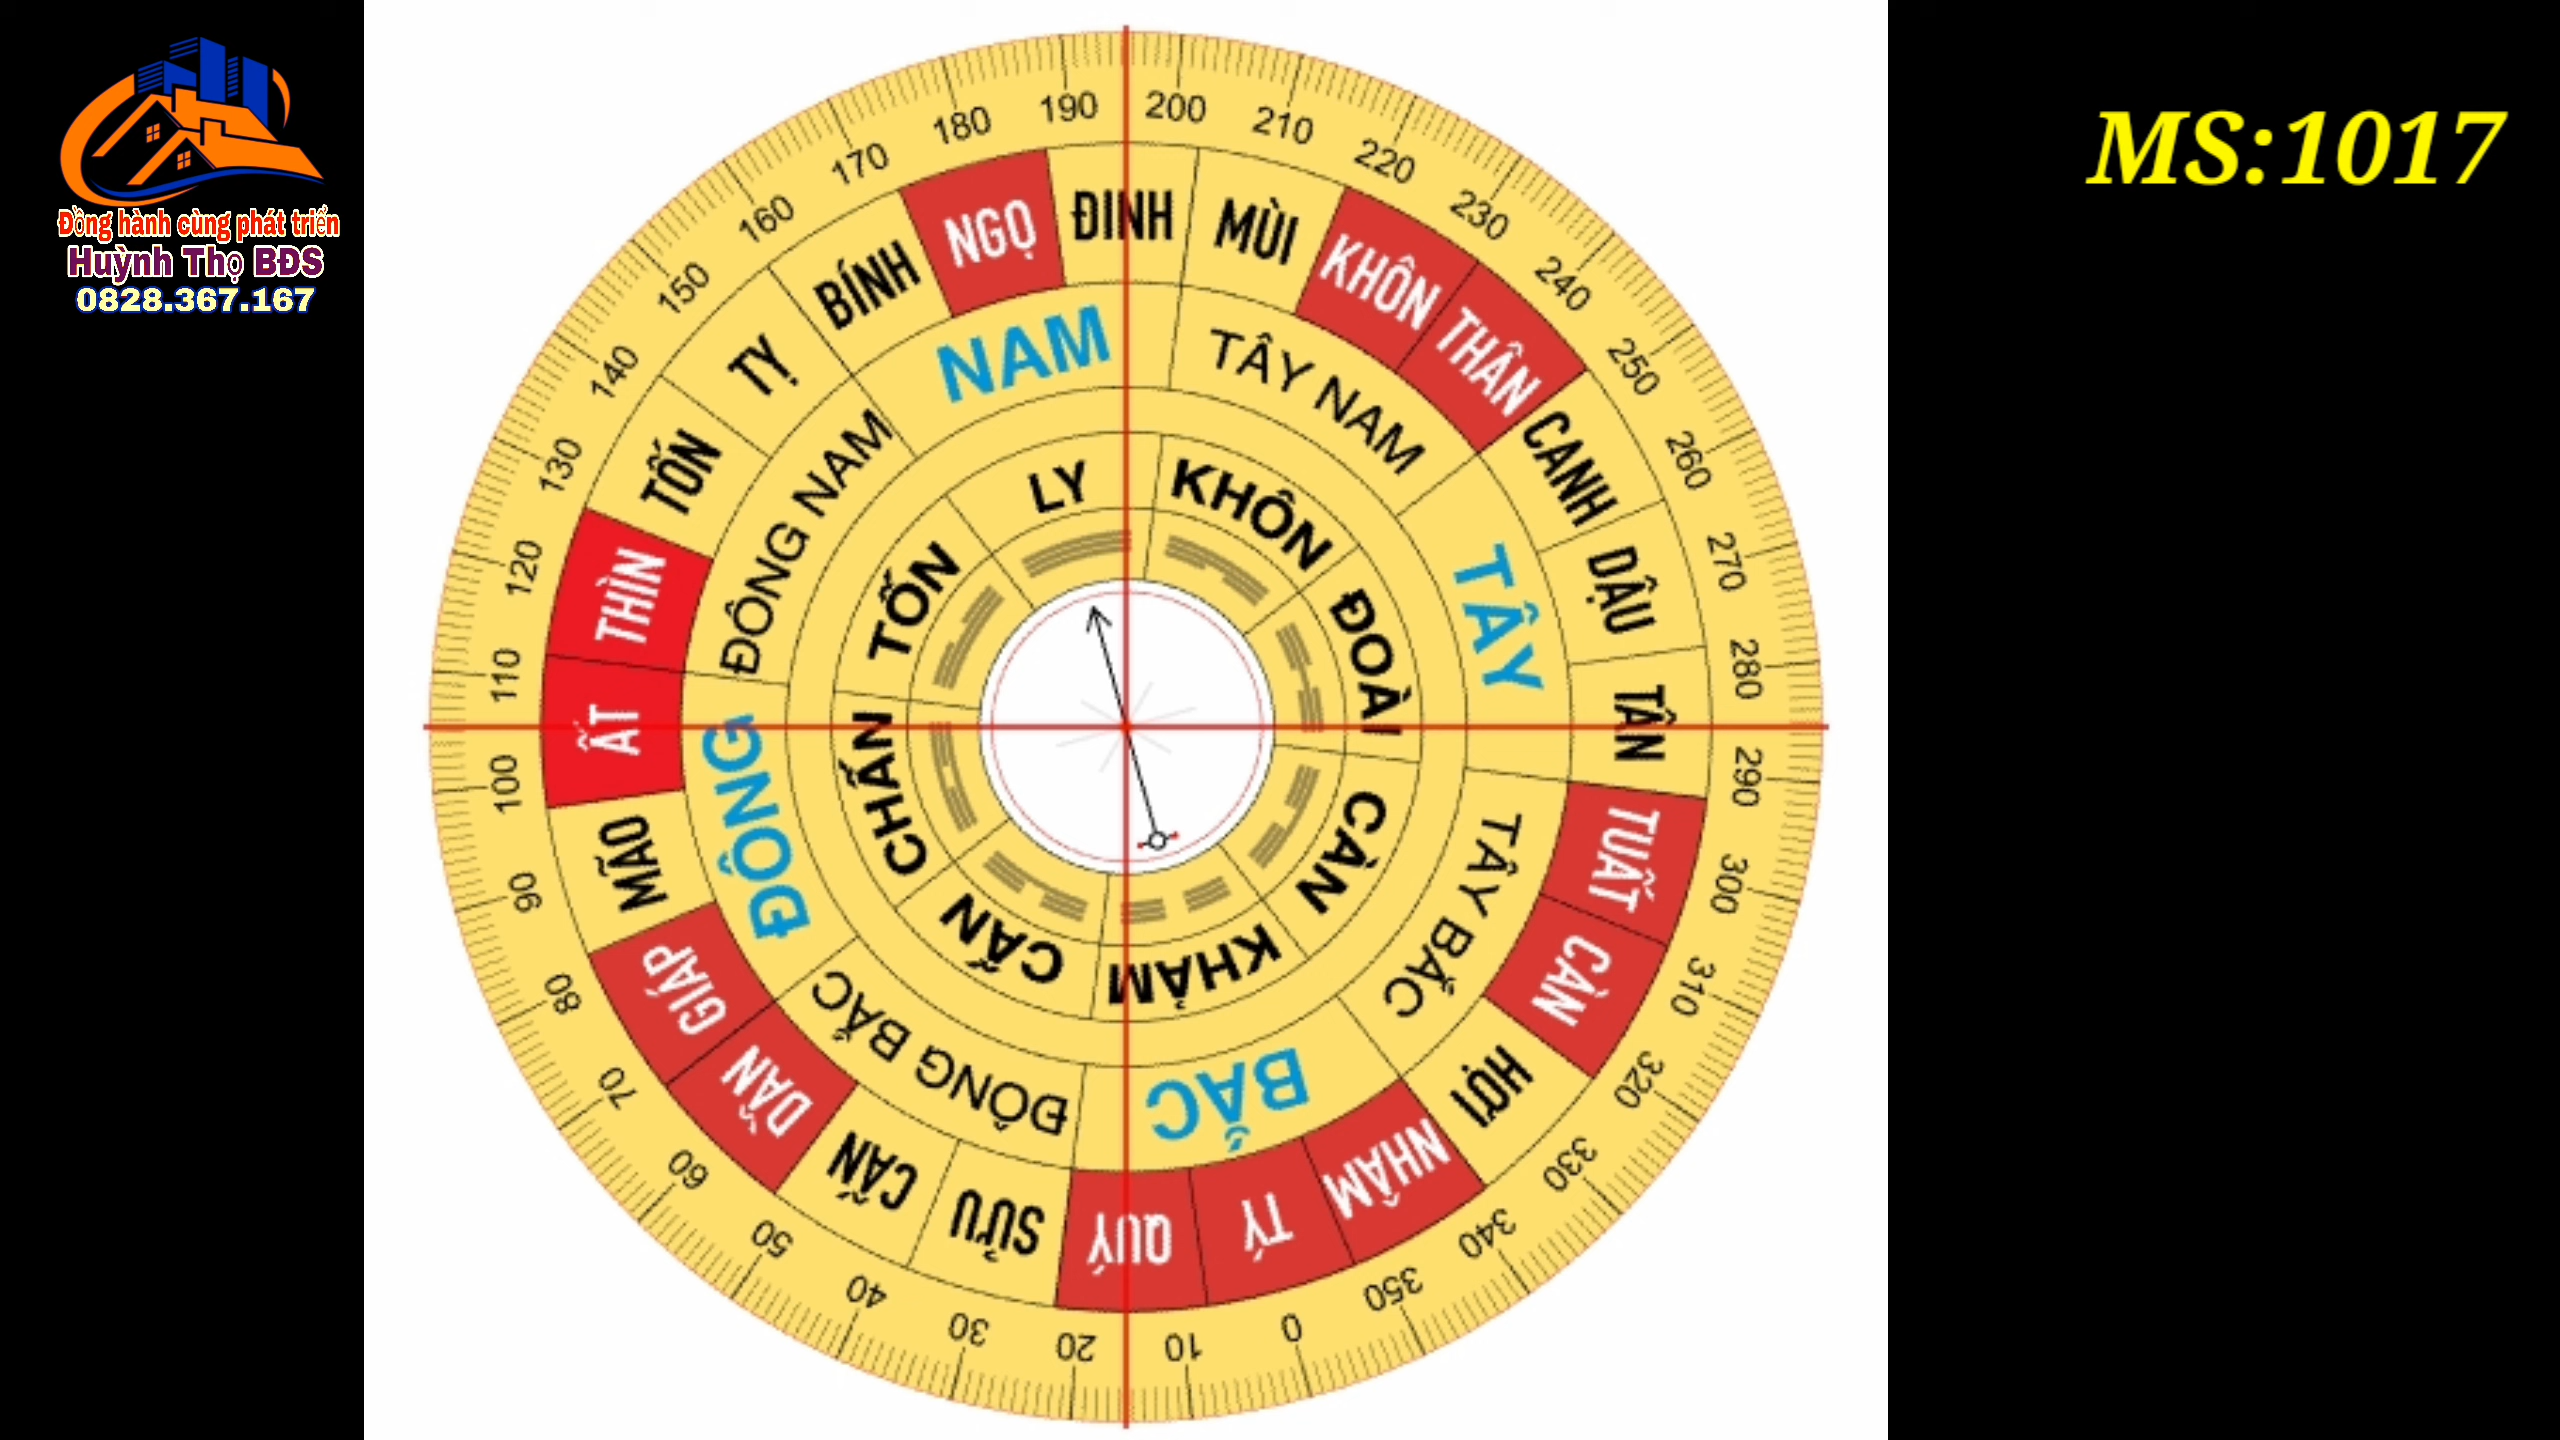 Đồng hành cùng phát triển
Huỳnh Thọ BĐS
0828.367.167
MS:1017
190
200
210
220
230
240
250
260
270
280
290
300
310
320
330
340
350
0
10
20
30
40
50
60
70
80
90
100
110
120
130
140
150
160
170
180
NGỌ
ĐINH
MÙI
KHÔN
THÂN
CANH
DẬU
TÂN
TUẤT
CÀN
HỢI
NHÂM
TÝ
QUÝ
SỬU
CẤN
DẦN
GIÁP
MÃO
ẤT
THÌN
TỐN
TỴ
BÍNH
NAM
TÂY NAM
TÂY
TÂY BẮC
BẮC
ĐÔNG BẮC
ĐÔNG
ĐÔNG NAM
LY
KHÔN
ĐOÀI
CÀN
KHẢM
CẤN
CHẤN
TỐN